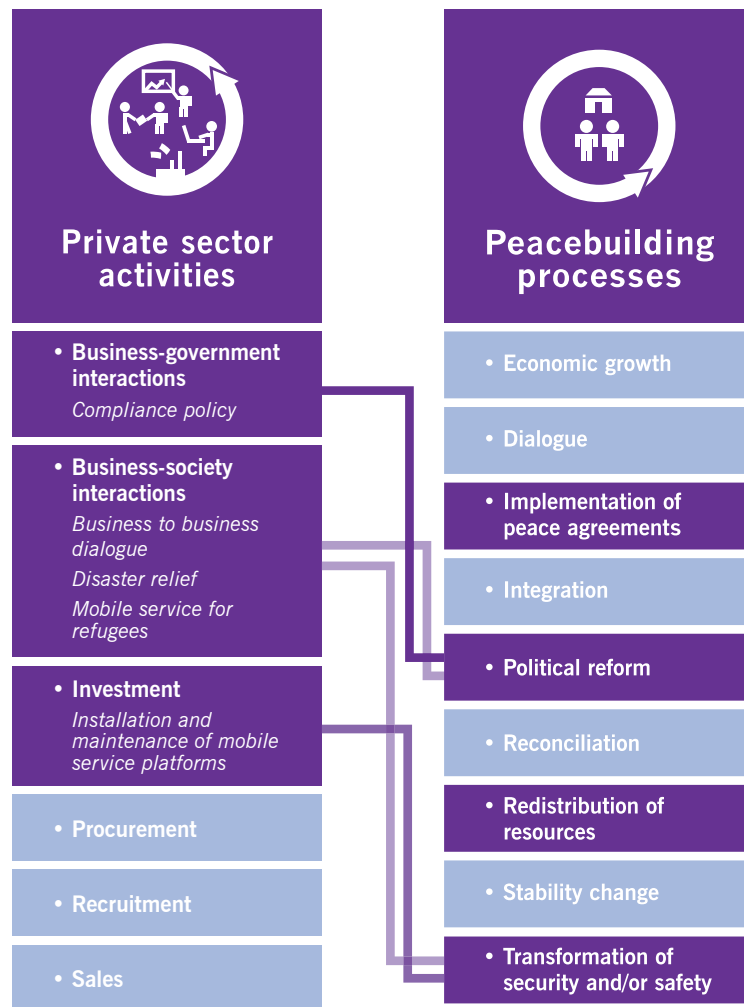 Private sector
activities
• Business-government
interactions
Compliance policy
• Business-society
interactions
Business to business
dialogue
Disaster relief
Mobile service for
refugees
• Investment
Installation and
maintenance of mobile
service platforms
• Procurement
• Recruitment
• Sales
Peacebuilding
processes
• Economic growth
• Dialogue
• Implementation of
peace agreements
• Integration
• Political reform
• Reconciliation
• Redistribution of
resources
• Stability change
• Transformation of
security and/or safety